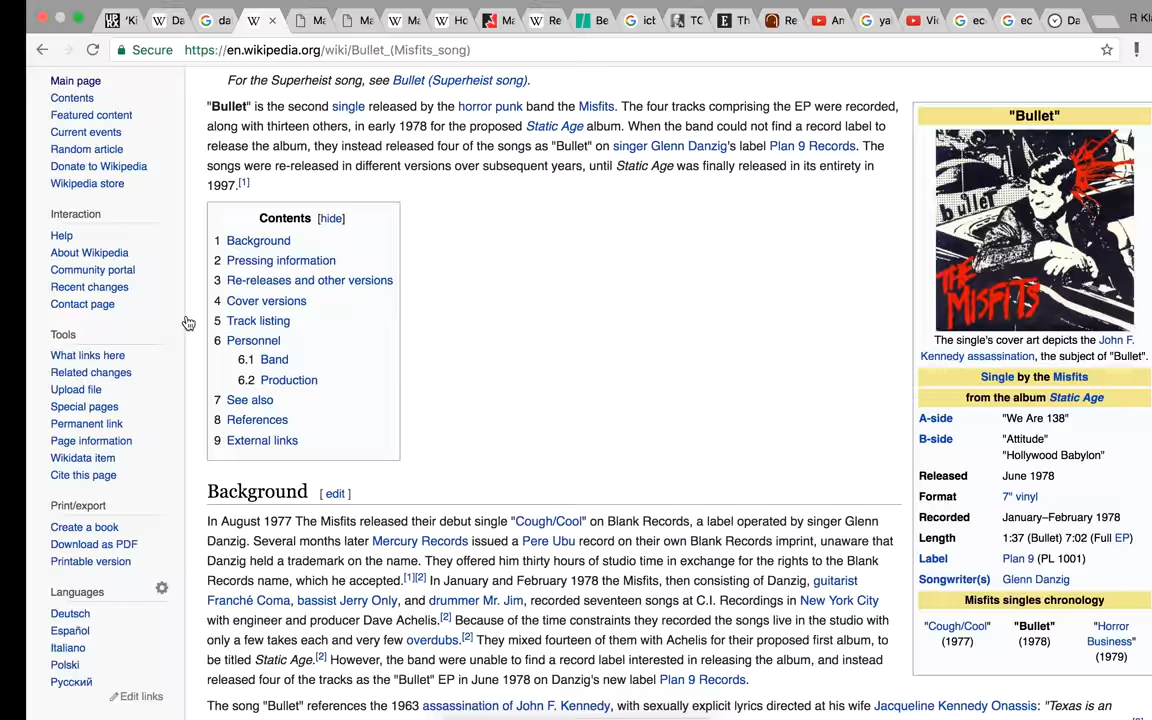 'Ki
Da
da
Ma
Ma
Ma
Ho
Ma
Re
Be
ict
TC
Th
Re
An
ya
Vic
ec
ec
Da
R Kl
Secure https://en.wikipedia.org/wiki/Bullet_(Misfits_song)
Main page
Contents
Featured content
Current events
Random article
Donate to Wikipedia
Wikipedia store
Interaction
Help
About Wikipedia
Community portal
Recent changes
Contact page
Tools
What links here
Related changes
Upload file
Special pages
Permanent link
Page information
Wikidata item
Cite this page
Print/export
Create a book
Download as PDF
Printable version
Languages
Deutsch
Español
Italiano
Polski
Русский
Edit links
For the Superheist song, see Bullet (Superheist song).
"Bullet" is the second single released by the horror punk band the Misfits. The four tracks comprising the EP were recorded,
along with thirteen others, in early 1978 for the proposed Static Age album. When the band could not find a record label to
release the album, they instead released four of the songs as "Bullet" on singer Glenn Danzig's label Plan 9 Records. The
songs were re-released in different versions over subsequent years, until Static Age was finally released in its entirety in
1997.[1]
Contents [hide]
1 Background
2 Pressing information
3 Re-releases and other versions
4 Cover versions
5 Track listing
6 Personnel
6.1 Band
6.2 Production
7 See also
8 References
9 External links
Background [ edit ]
In August 1977 The Misfits released their debut single "Cough/Cool" on Blank Records, a label operated by singer Glenn
Danzig. Several months later Mercury Records issued a Pere Ubu record on their own Blank Records imprint, unaware that
Danzig held a trademark on the name. They offered him thirty hours of studio time in exchange for the rights to the Blank
Records name, which he accepted.[1][2] In January and February 1978 the Misfits, then consisting of Danzig, guitarist
Franché Coma, bassist Jerry Only, and drummer Mr. Jim, recorded seventeen songs at C.I. Recordings in New York City
with engineer and producer Dave Achelis.[2] Because of the time constraints they recorded the songs live in the studio with
only a few takes each and very few overdubs.[2] They mixed fourteen of them with Achelis for their proposed first album, to
be titled Static Age.[2] However, the band were unable to find a record label interested in releasing the album, and instead
released four of the tracks as the "Bullet" EP in June 1978 on Danzig's new label Plan 9 Records.
The song "Bullet" references the 1963 assassination of John F. Kennedy, with sexually explicit lyrics directed at his wife Jacqueline Kennedy Onassis: "Texas is an
"Bullet"
bullet
THE
MISFITS
The single's cover art depicts the John F.
Kennedy assassination, the subject of "Bullet".
Single by the Misfits
from the album Static Age
A-side "We Are 138"
B-side "Attitude"
"Hollywood Babylon"
Released June 1978
Format 7" vinyl
Recorded January–February 1978
Length 1:37 (Bullet) 7:02 (Full EP)
Label Plan 9 (PL 1001)
Songwriter(s) Glenn Danzig
Misfits singles chronology
"Cough/Cool" "Bullet" "Horror
(1977) (1978) Business"
(1979)